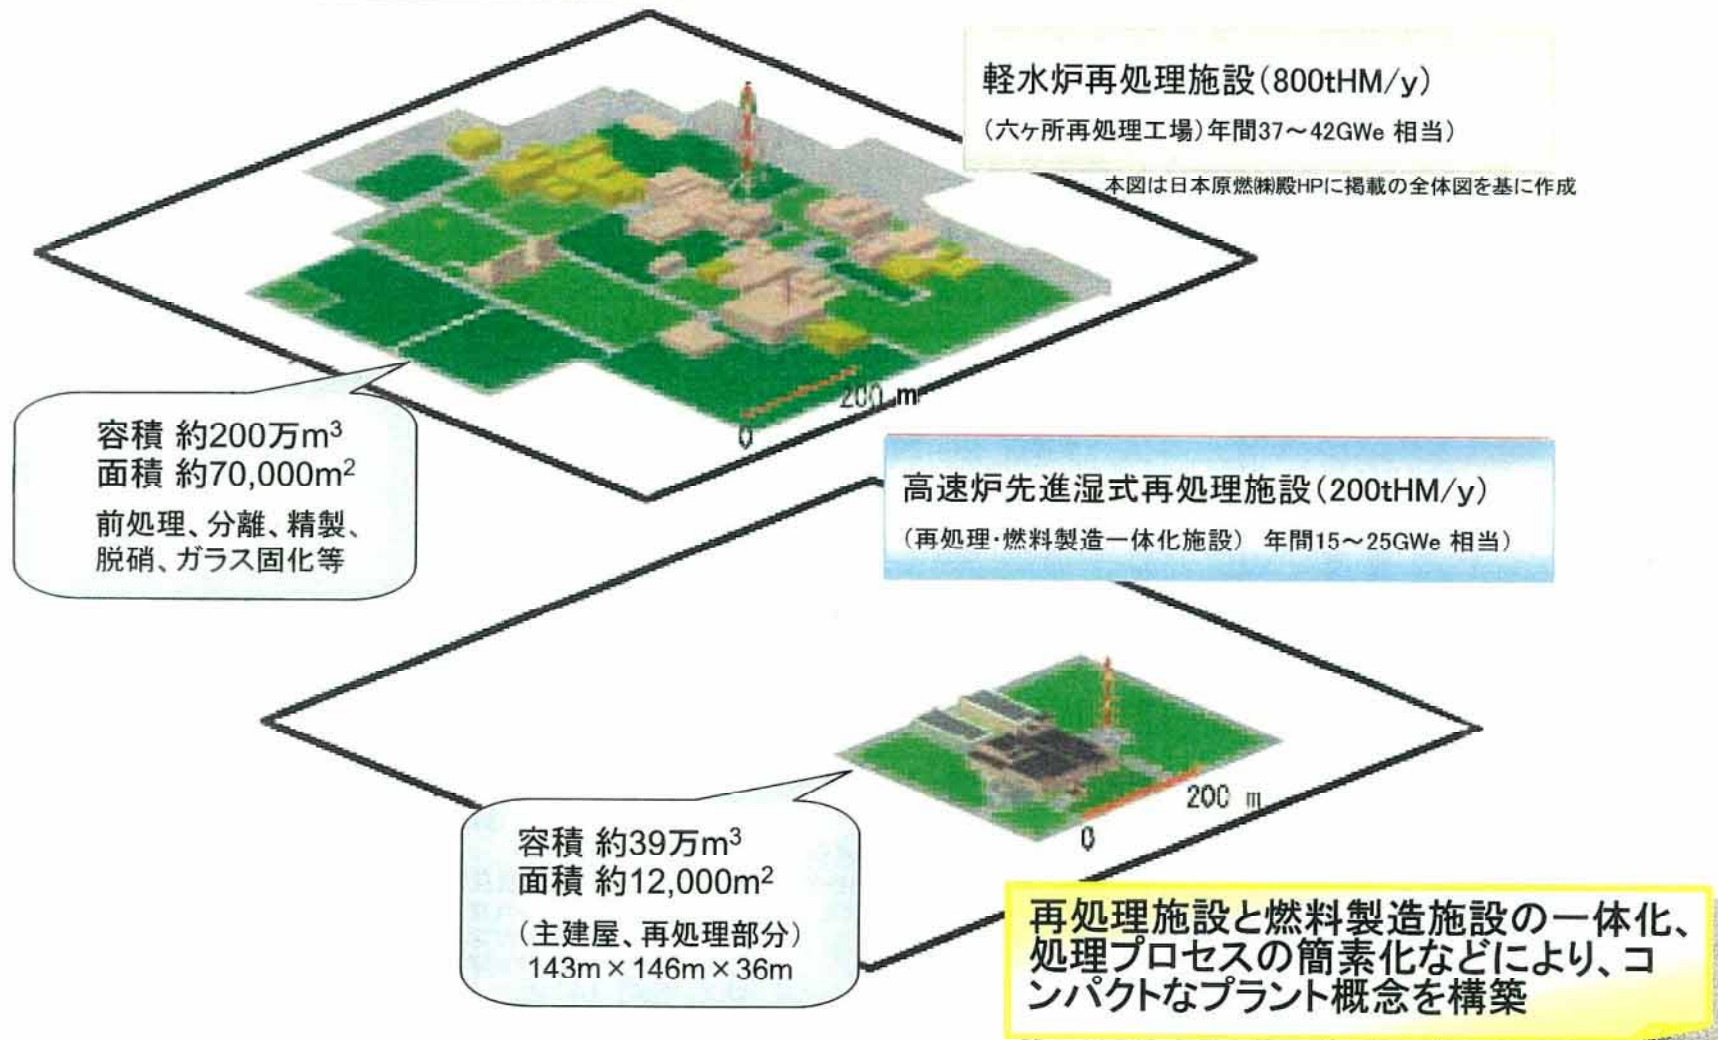 軽水炉再処理施設(800tHM/y)
(六ヶ所再処理工場)年間37～42GWe 相当)
本図は日本原燃㈱殿HPに掲載の全体図を基に作成
200 m
0
容積 約200万m³
面積 約70,000m²
前処理、分離、精製、
脱硝、ガラス固化等
高速炉先進湿式再処理施設(200tHM/y)
(再処理・燃料製造一体化施設) 年間15～25GWe 相当)
200 m
0
容積 約39万m³
面積 約12,000m²
(主建屋、再処理部分)
143m×146m×36m
再処理施設と燃料製造施設の一体化、
処理プロセスの簡素化などにより、コ
ンパクトなプラント概念を構築